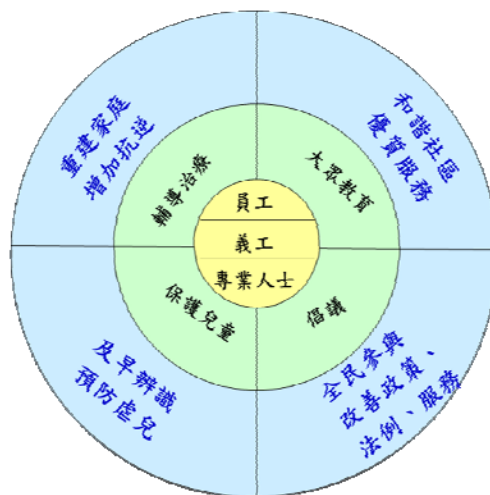 重建家庭
增加抗逆
和諧社區
優質服務
輔導治療
大眾教育
員工
義工
專業人士
保護兒童
倡議
及早辨識
預防虐兒
全民參與
改善政策、
法例、服務